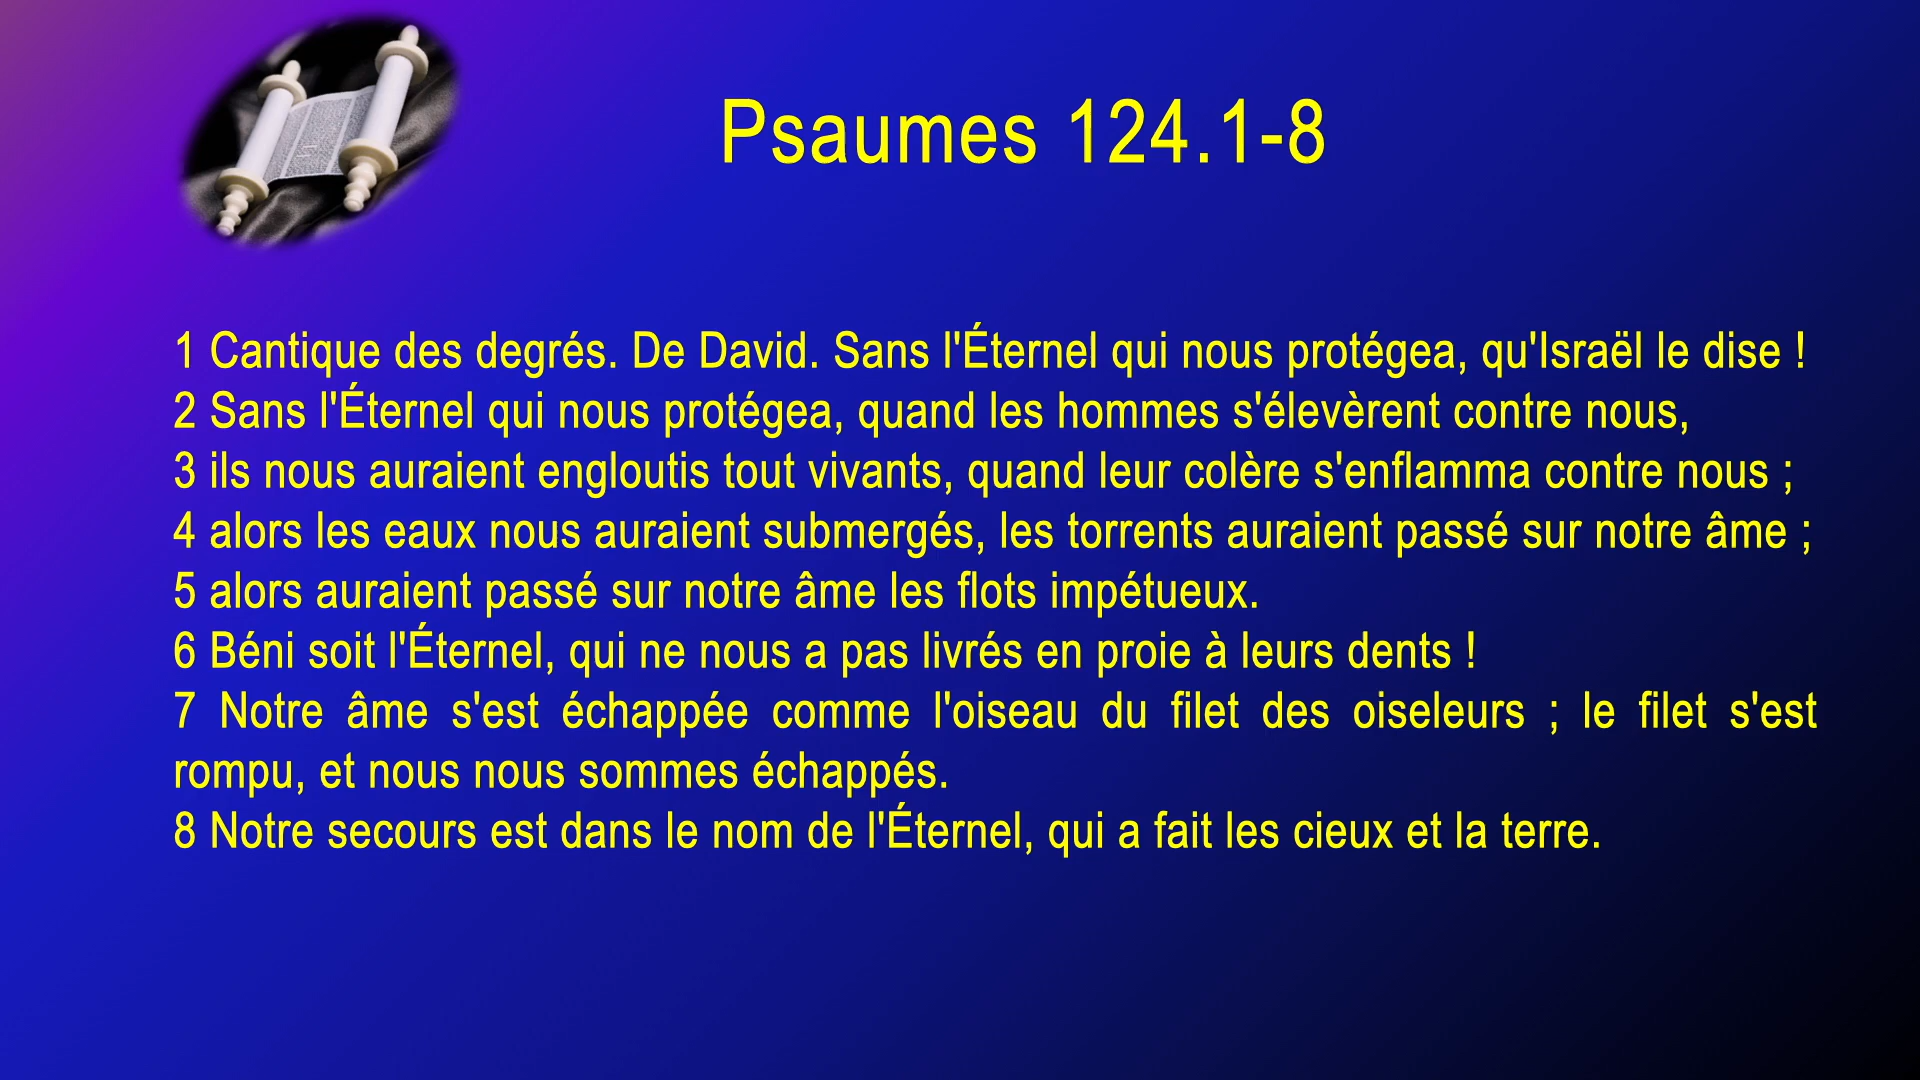 Psaumes 124.1-8
1 Cantique des degrés. De David. Sans l'Éternel qui nous protégea, qu'Israël le dise !
2 Sans l'Éternel qui nous protégea, quand les hommes s'élevèrent contre nous,
3 ils nous auraient engloutis tout vivants, quand leur colère s'enflamma contre nous ;
4 alors les eaux nous auraient submergés, les torrents auraient passé sur notre âme ;
5 alors auraient passé sur notre âme les flots impétueux.
6 Béni soit l'Éternel, qui ne nous a pas livrés en proie à leurs dents !
7 Notre âme s'est échappée comme l'oiseau du filet des oiseleurs ; le filet s'est
rompu, et nous nous sommes échappés.
8 Notre secours est dans le nom de l'Éternel, qui a fait les cieux et la terre.